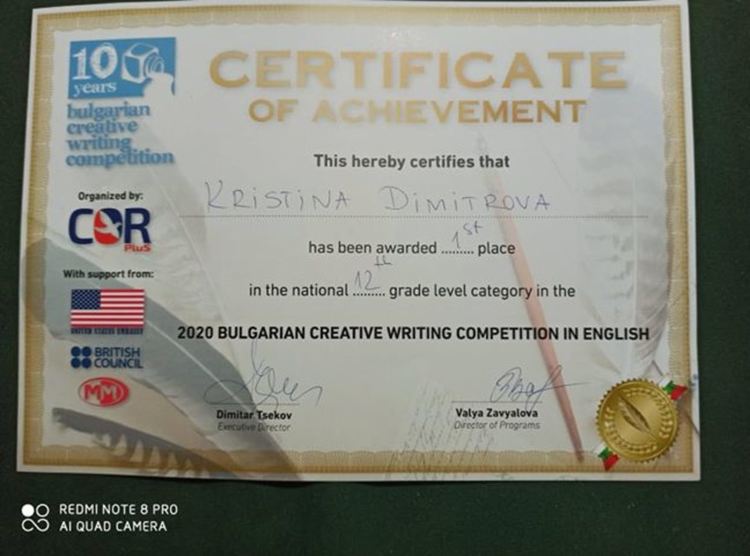 10
years
bulgarian
creative
writing
competition
CERTIFICATE
OF ACHIEVEMENT
This hereby certifies that
KRISTINA DIMITROVA
Organized by:
COR
PluS
has been awarded 1st place
With support from:
in the national 12th grade level category in the
UNITED STATES EMBASSY
2020 BULGARIAN CREATIVE WRITING COMPETITION IN ENGLISH
BRITISH
COUNCIL
MM
Dimitar Tsekov
Executive Director
Valya Zavyalova
Director of Programs
REDMI NOTE 8 PRO
AI QUAD CAMERA